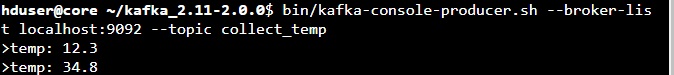 hduser@core ~/kafka_2.11-2.0.0$ bin/kafka-console-producer.sh --broker-lis
t localhost:9092 --topic collect_temp
>temp: 12.3
>temp: 34.8